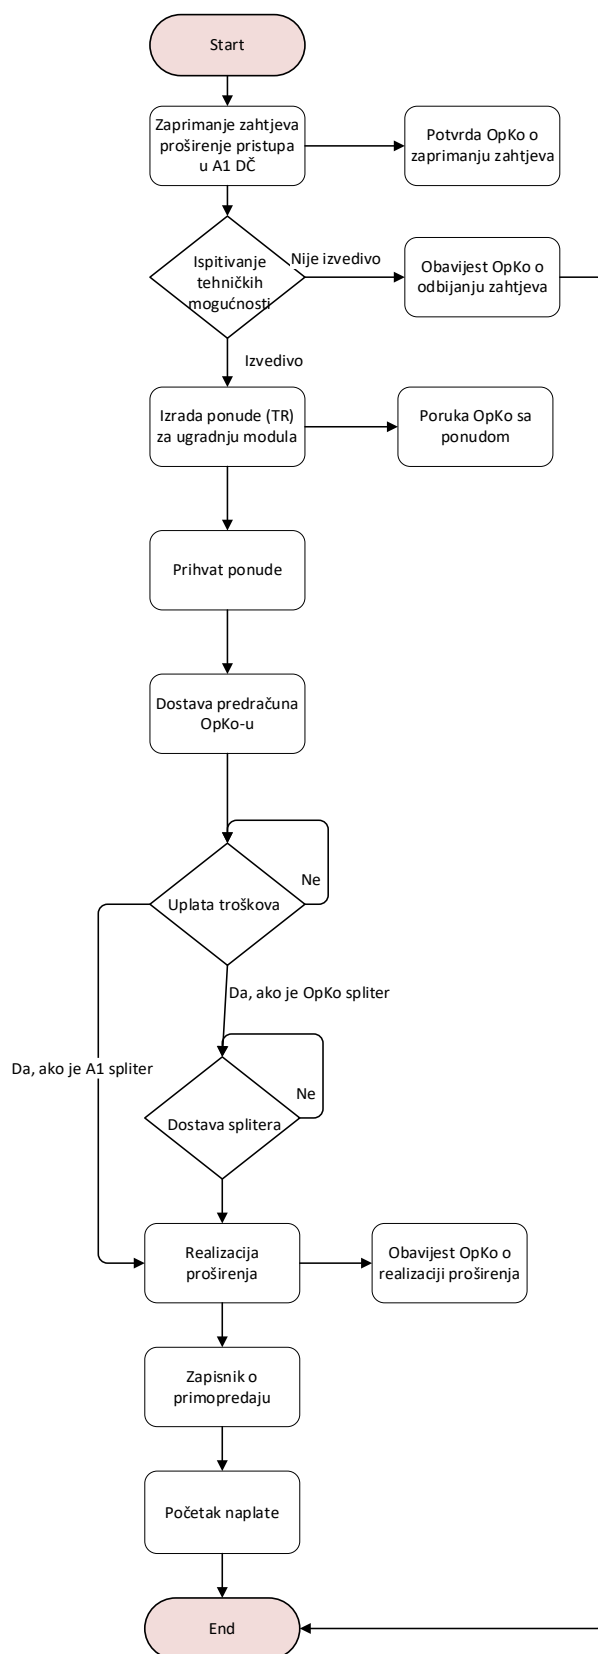 Start
Zaprimanje zahtjeva
proširenje pristupa
u A1 DČ
Potvrda OpKo o
zaprimanju zahtjeva
Ispitivanje
tehničkih
mogućnosti
Nije izvedivo
Obavijest OpKo o
odbijanju zahtjeva
Izvedivo
Izrada ponude (TR)
za ugradnju modula
Poruka OpKo sa
ponudom
Prihvat ponude
Dostava predračuna
OpKo-u
Ne
Uplata troškova
Da, ako je OpKo spliter
Da, ako je A1 spliter
Ne
Dostava splitera
Realizacija
proširenja
Obavijest OpKo o
realizaciji proširenja
Zapisnik o
primopredaju
Početak naplate
End